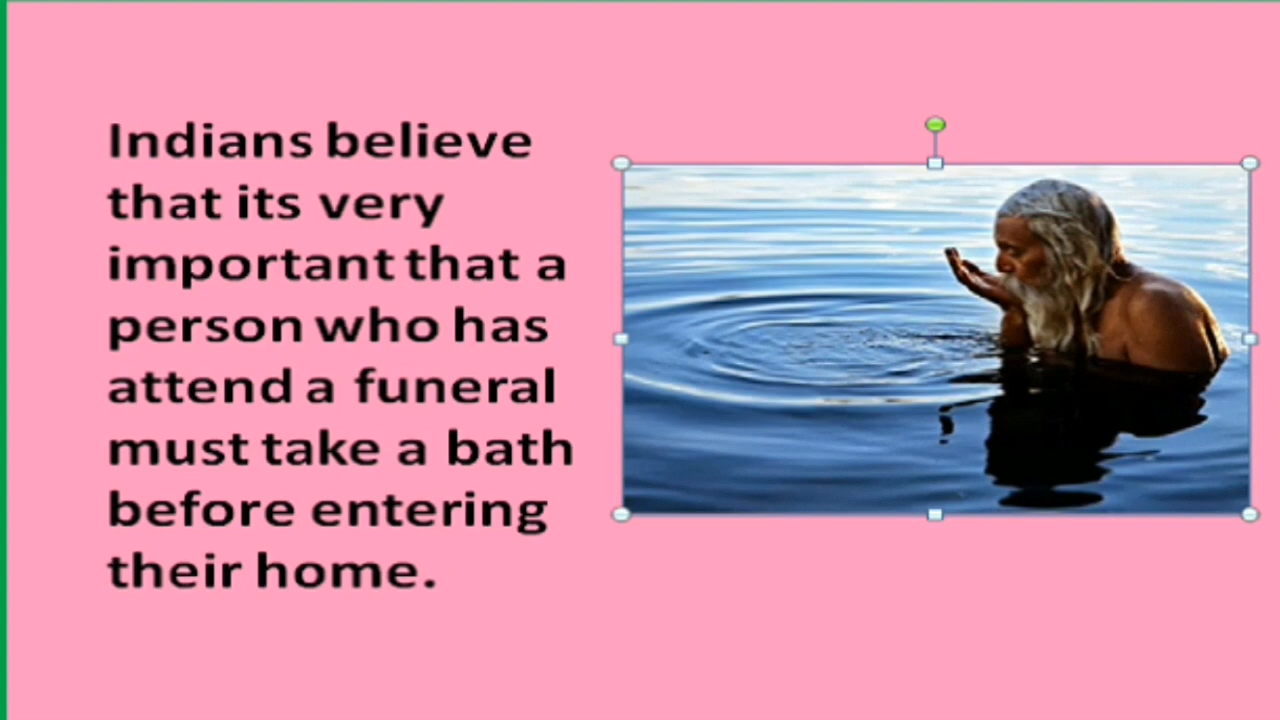 Indians believe
that its very
important that a
person who has
attend a funeral
must take a bath
before entering
their home.